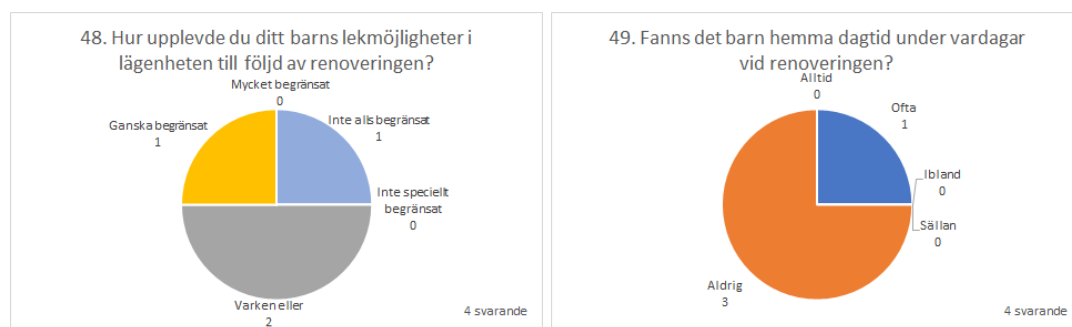 48. Hur upplevde du ditt barns lekmöjligheter i
lägenheten till följd av renoveringen?
Mycket begränsat
0
Inte alls begränsat
1
Ganska begränsat
1
Inte speciellt
begränsat
0
Varken eller
2
4 svarande
49. Fanns det barn hemma dagtid under vardagar
vid renoveringen?
Alltid
0
Ofta
1
Ibland
0
Sällan
0
Aldrig
3
4 svarande